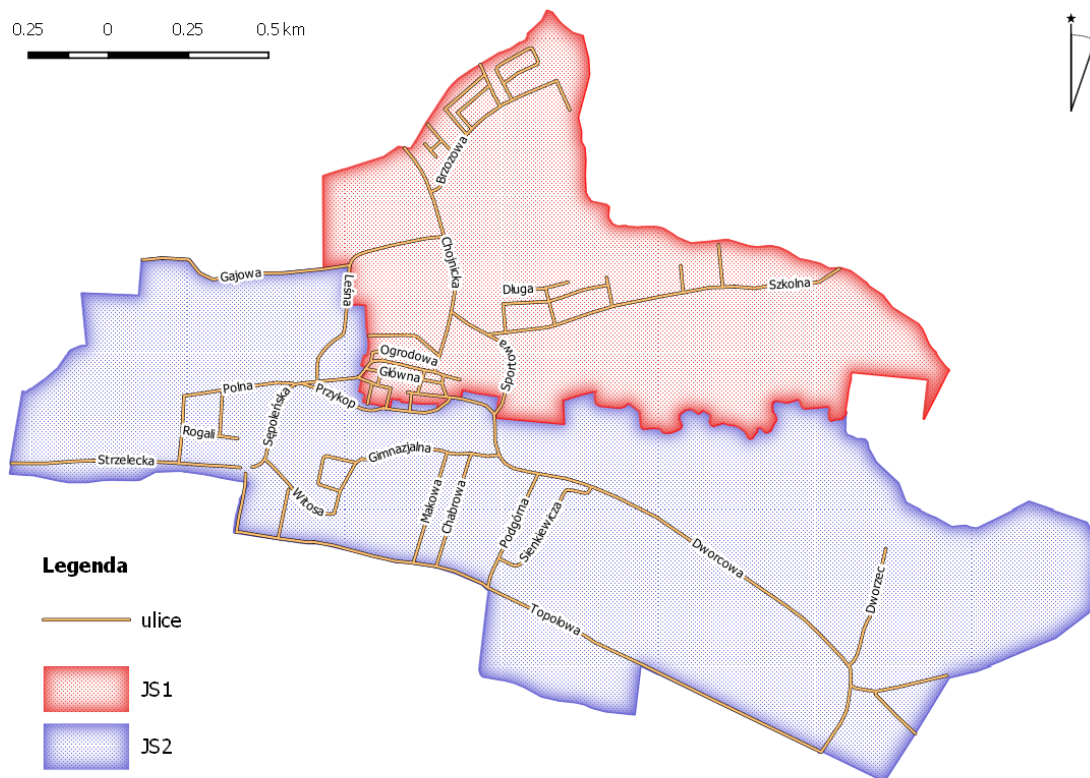 0.25 0 0.25 0.5 km
Brzozowa
Chojnicka
Gajowa
Leśna
Długa
Szkolna
Sportowa
Ogrodowa
Główna
Polna
Przykop
Sępoleńska
Rogali
Strzelecka
Gimnazjalna
Witosa
Makowa
Chabrowa
Podgórna
Sienkiewicza
Dworcowa
Dworzec
Topolowa
Legenda
ulice
JS1
JS2